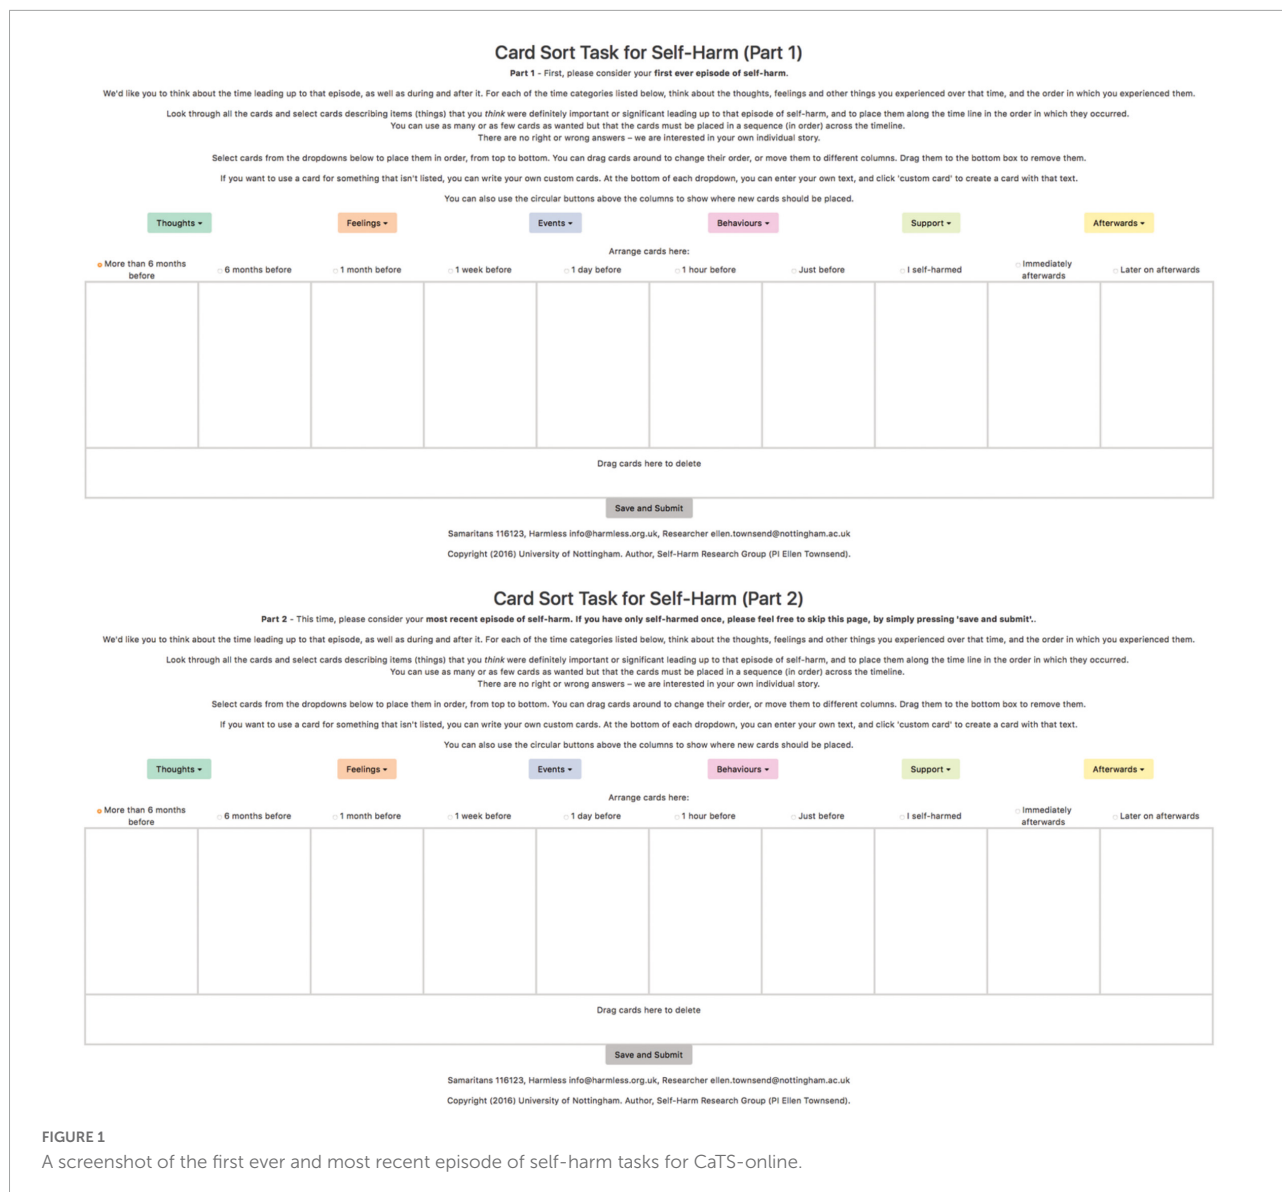 Card Sort Task for Self-Harm (Part 1)
Part 1 - First, please consider your first ever episode of self-harm.
We'd like you to think about the time leading up to that episode, as well as during and after it. For each of the time categories listed below, think about the thoughts, feelings and other things you experienced over that time, and the order in which you experienced them.
Look through all the cards and select cards describing items (things) that you think were definitely important or significant leading up to that episode of self-harm, and to place them along the time line in the order in which they occurred.
You can use as many or as few cards as wanted but that the cards must be placed in a sequence (in order) across the timeline.
There are no right or wrong answers – we are interested in your own individual story.
Select cards from the dropdowns below to place them in order, from top to bottom. You can drag cards around to change their order, or move them to different columns. Drag them to the bottom box to remove them.
If you want to use a card for something that isn't listed, you can write your own custom cards. At the bottom of each dropdown, you can enter your own text, and click 'custom card' to create a card with that text.
You can also use the circular buttons above the columns to show where new cards should be placed.
Thoughts Feelings Events Behaviours Support Afterwards
Arrange cards here:
More than 6 months before 6 months before 1 month before 1 week before 1 day before 1 hour before Just before I self-harmed Immediately afterwards Later on afterwards
Drag cards here to delete
Save and Submit
Samaritans 116123, Harmless info@harmless.org.uk, Researcher ellen.townsend@nottingham.ac.uk
Copyright (2016) University of Nottingham. Author, Self-Harm Research Group (PI Ellen Townsend).
Card Sort Task for Self-Harm (Part 2)
Part 2 - This time, please consider your most recent episode of self-harm. If you have only self-harmed once, please feel free to skip this page, by simply pressing 'save and submit'..
We'd like you to think about the time leading up to that episode, as well as during and after it. For each of the time categories listed below, think about the thoughts, feelings and other things you experienced over that time, and the order in which you experienced them.
Look through all the cards and select cards describing items (things) that you think were definitely important or significant leading up to that episode of self-harm, and to place them along the time line in the order in which they occurred.
You can use as many or as few cards as wanted but that the cards must be placed in a sequence (in order) across the timeline.
There are no right or wrong answers – we are interested in your own individual story.
Select cards from the dropdowns below to place them in order, from top to bottom. You can drag cards around to change their order, or move them to different columns. Drag them to the bottom box to remove them.
If you want to use a card for something that isn't listed, you can write your own custom cards. At the bottom of each dropdown, you can enter your own text, and click 'custom card' to create a card with that text.
You can also use the circular buttons above the columns to show where new cards should be placed.
Thoughts Feelings Events Behaviours Support Afterwards
Arrange cards here:
More than 6 months before 6 months before 1 month before 1 week before 1 day before 1 hour before Just before I self-harmed Immediately afterwards Later on afterwards
Drag cards here to delete
Save and Submit
Samaritans 116123, Harmless info@harmless.org.uk, Researcher ellen.townsend@nottingham.ac.uk
Copyright (2016) University of Nottingham. Author, Self-Harm Research Group (PI Ellen Townsend).
FIGURE 1
A screenshot of the first ever and most recent episode of self-harm tasks for CaTS-online.